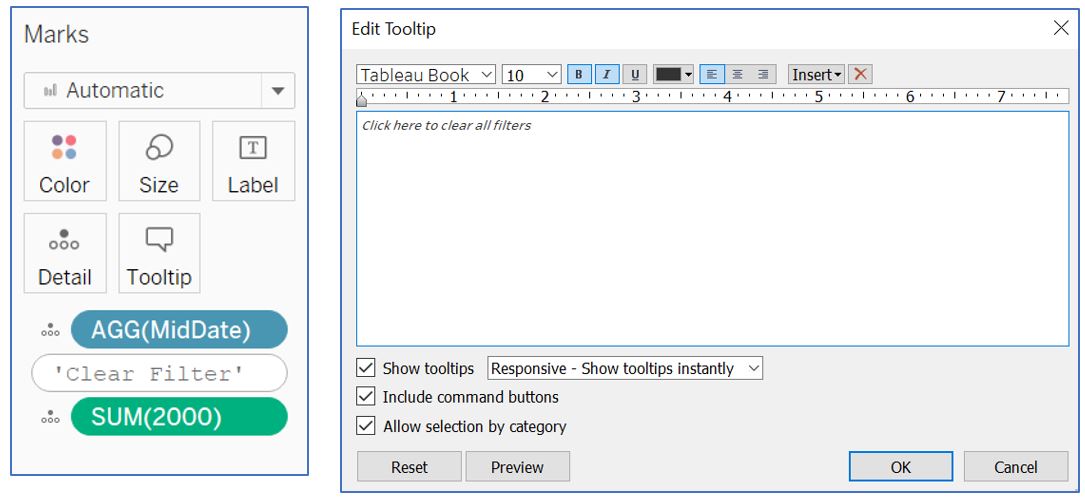 Marks
Automatic
Color Size Label
Detail Tooltip
AGG(MidDate)
'Clear Filter'
SUM(2000)
Edit Tooltip
Tableau Book 10 B I U Insert
1 2 3 4 5 6 7
Click here to clear all filters
Show tooltips Responsive - Show tooltips instantly
Include command buttons
Allow selection by category
Reset Preview OK Cancel